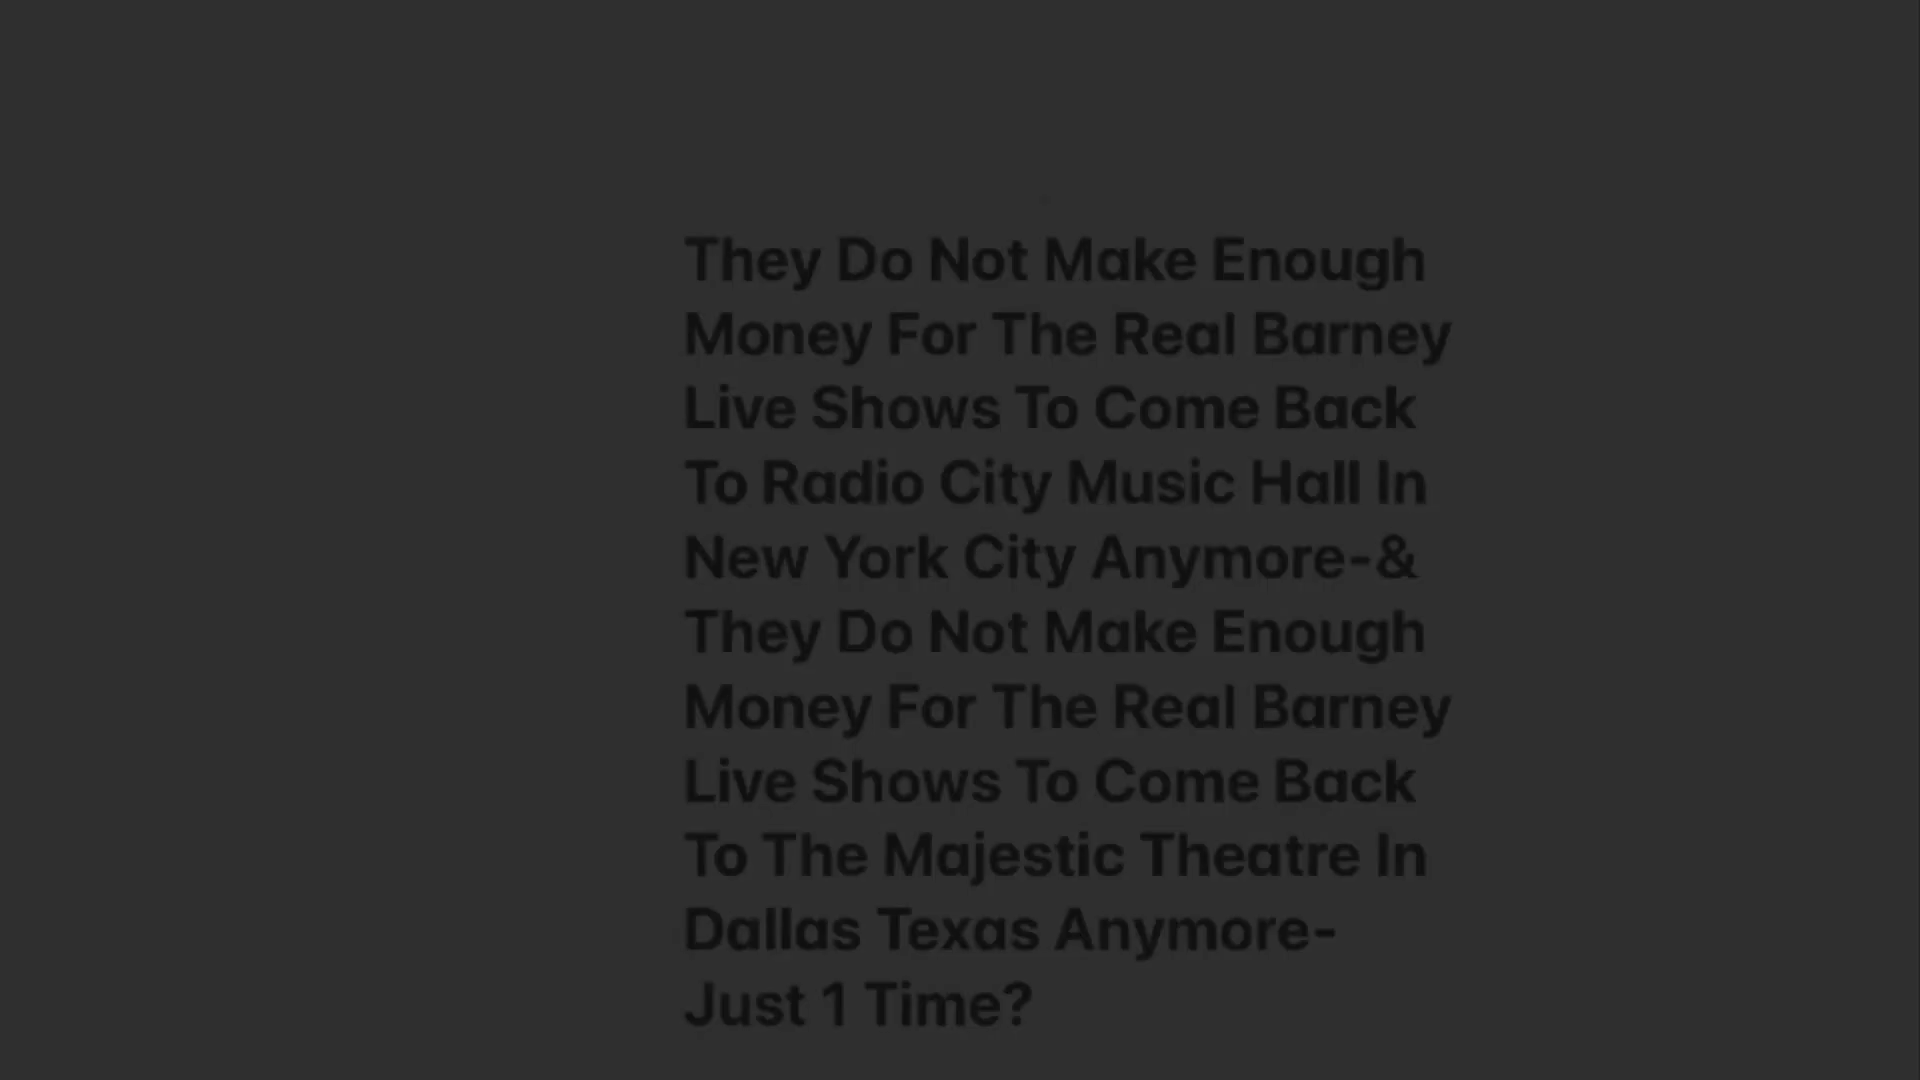 They Do Not Make Enough
Money For The Real Barney
Live Shows To Come Back
To Radio City Music Hall In
New York City Anymore-&
They Do Not Make Enough
Money For The Real Barney
Live Shows To Come Back
To The Majestic Theatre In
Dallas Texas Anymore-
Just 1 Time?